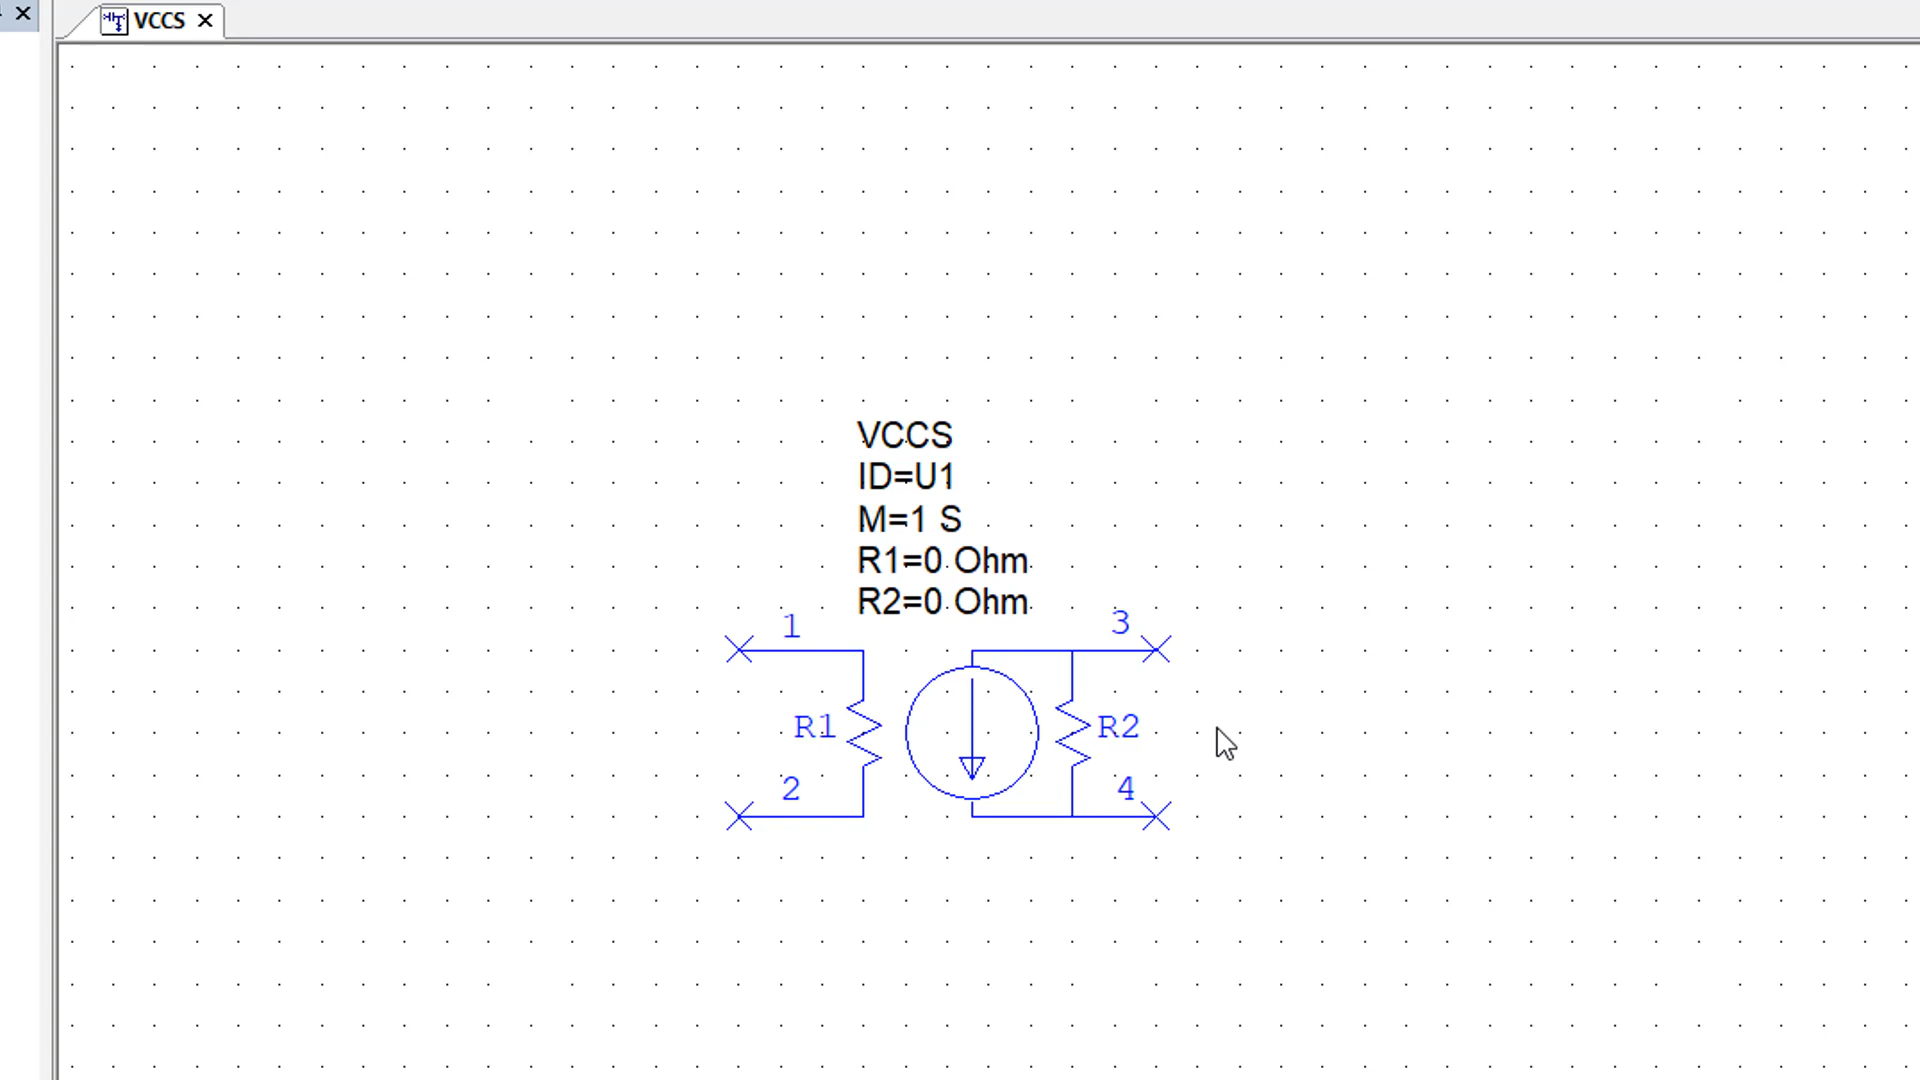 VCCS
VCCS
ID=U1
M=1 S
R1=0 Ohm
R2=0 Ohm
1
3
R1
R2
2
4